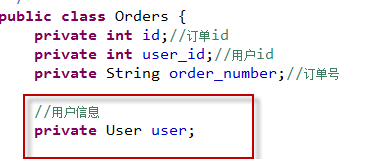 public class Orders {
private int id;//订单id
private int user_id;//用户id
private String order_number;//订单号
//用户信息
private User user;